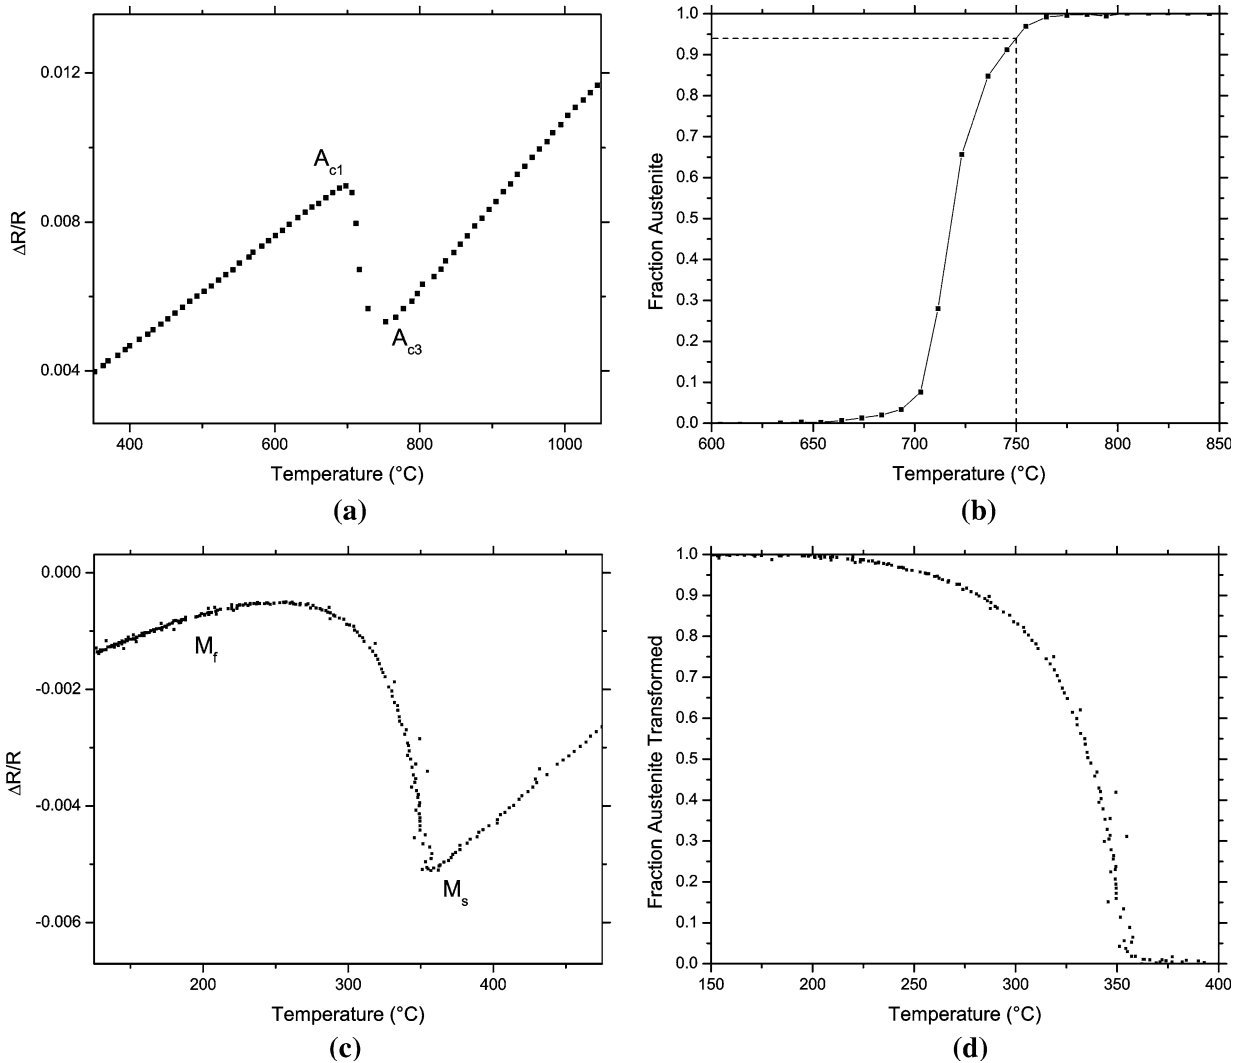 0.012
0.008
0.004
ΔR/R
A_c1
A_c3
400 600 800 1000
Temperature (°C)
(a)
1.0
0.9
0.8
0.7
0.6
0.5
0.4
0.3
0.2
0.1
0.0
Fraction Austenite
600 650 700 750 800 850
Temperature (°C)
(b)
0.000
-0.002
-0.004
-0.006
ΔR/R
M_f
M_s
200 300 400
Temperature (°C)
(c)
1.0
0.9
0.8
0.7
0.6
0.5
0.4
0.3
0.2
0.1
0.0
Fraction Austenite Transformed
150 200 250 300 350 400
Temperature (°C)
(d)